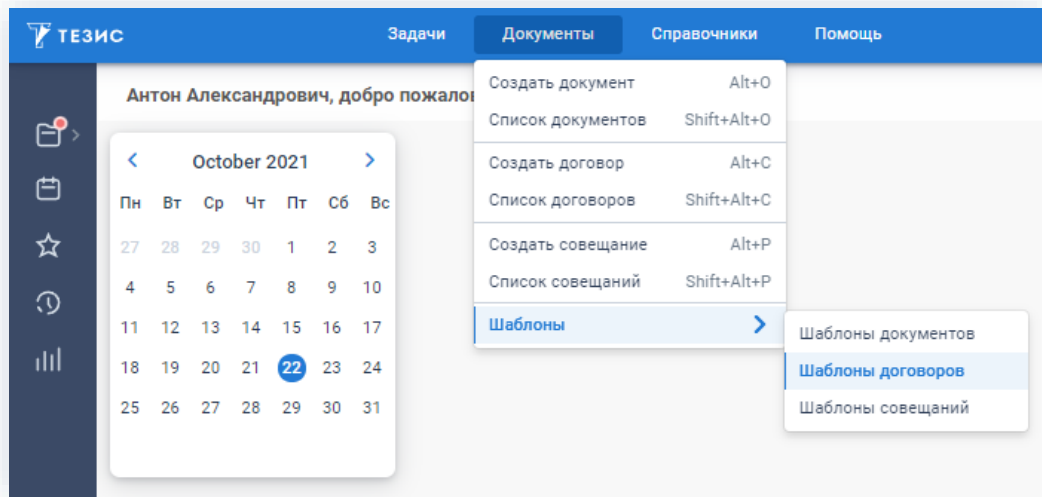 ТЕЗИС
Задачи Документы Справочники Помощь
Антон Александрович, добро
Создать документ Alt+O
Список документов Shift+Alt+O
Создать договор Alt+C
Список договоров Shift+Alt+C
Создать совещание Alt+P
Список совещаний Shift+Alt+P
Шаблоны
Шаблоны документов
Шаблоны договоров
Шаблоны совещаний
October 2021
Пн Вт Ср Чт Пт Сб Вс
27 28 29 30 1 2 3
4 5 6 7 8 9 10
11 12 13 14 15 16 17
18 19 20 21 22 23 24
25 26 27 28 29 30 31